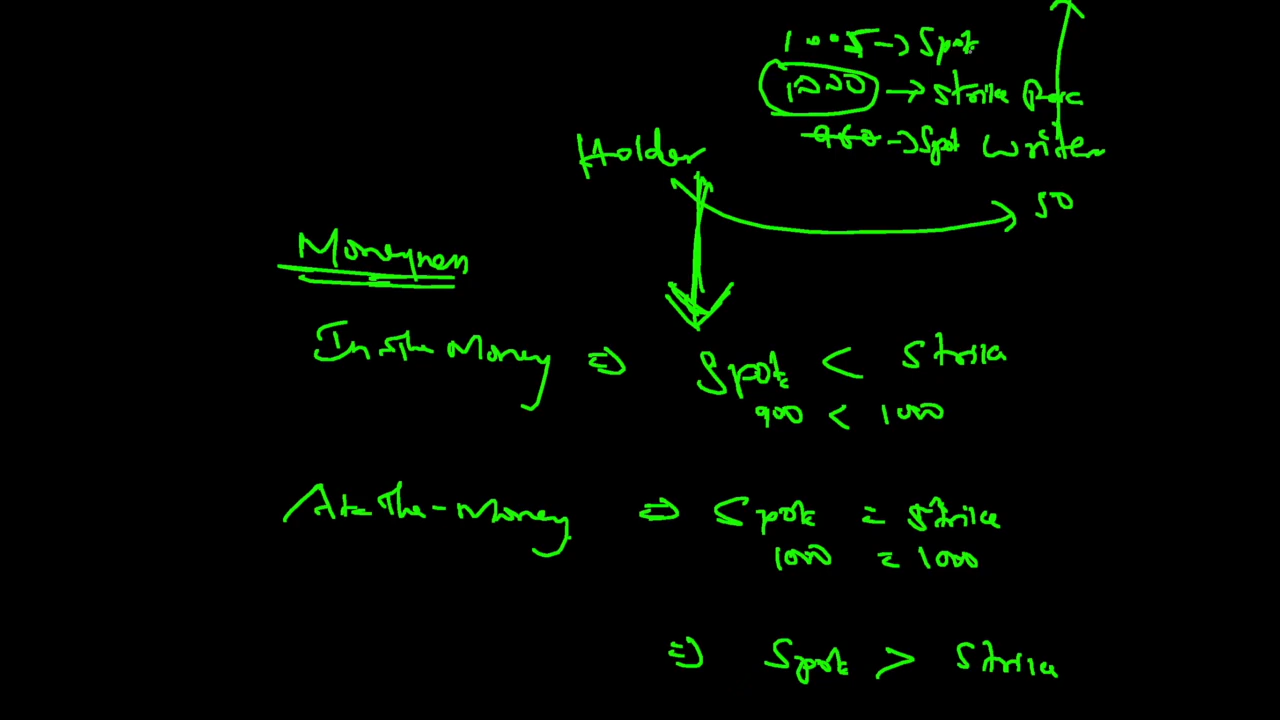 1005 → Spot
1000 → Strike Price
960 → Spot Writer
Holder
50
Moneyness
In The Money ⇒ Spot < Strike
900 < 1000
At-The-Money ⇒ Spot = Strike
1000 = 1000
⇒ Spot > Strike